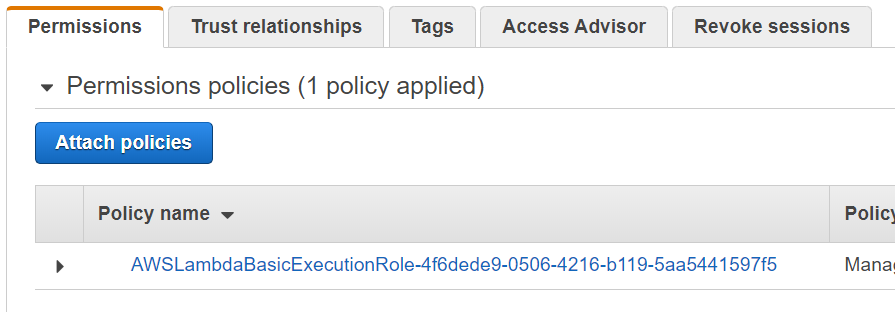 Permissions Trust relationships Tags Access Advisor Revoke sessions
Permissions policies (1 policy applied)
Attach policies
Policy name Policy
AWSLambdaBasicExecutionRole-4f6dede9-0506-4216-b119-5aa5441597f5 Mana